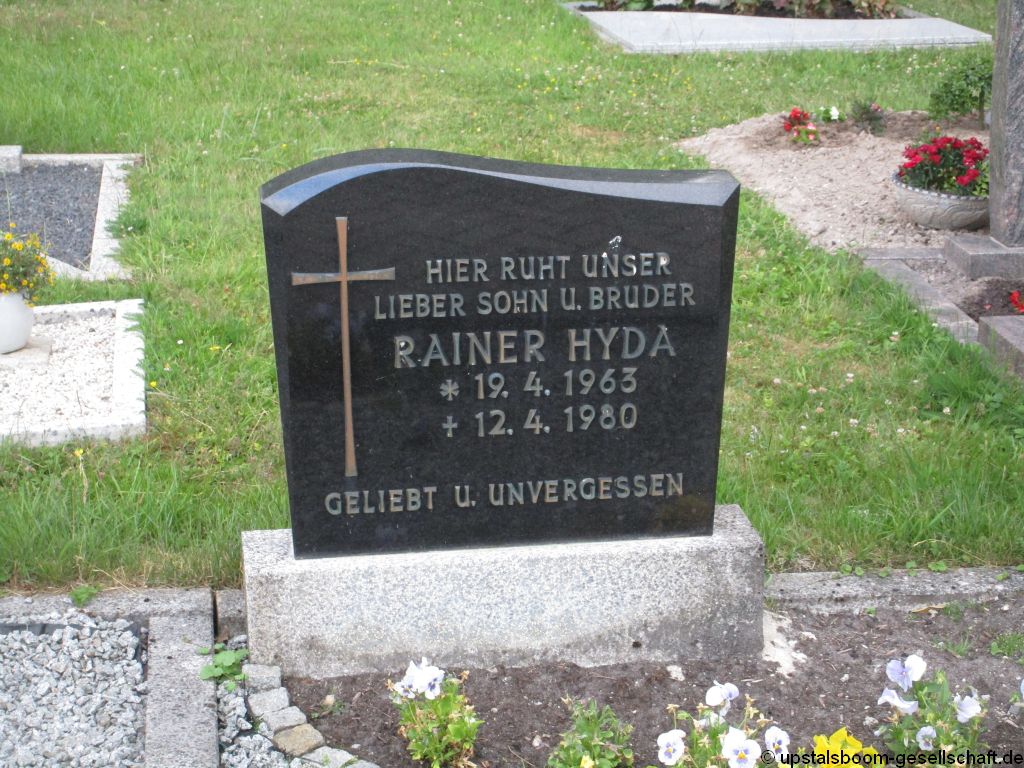 HIER RUHT UNSER
LIEBER SOHN U. BRUDER
RAINER HYDA
* 19. 4. 1963
✝ 12. 4. 1980
GELIEBT U. UNVERGESSEN
© upstalsboom-gesellschaft.de